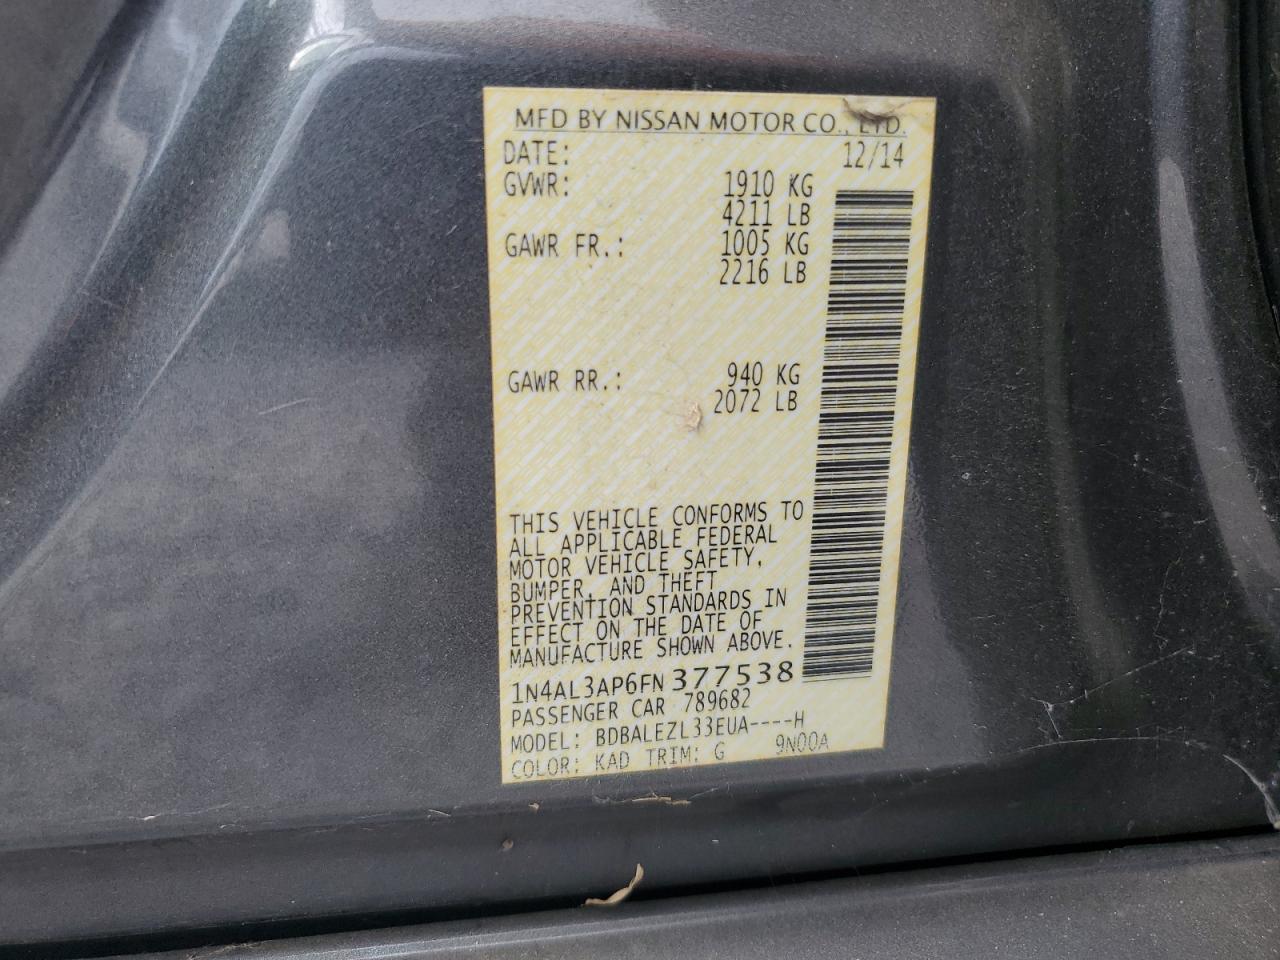 MFD BY NISSAN MOTOR CO., LTD.
DATE: 12/14
GVWR: 1910 KG
4211 LB
GAWR FR.: 1005 KG
2216 LB
GAWR RR.: 940 KG
2072 LB
THIS VEHICLE CONFORMS TO
ALL APPLICABLE FEDERAL
MOTOR VEHICLE SAFETY,
BUMPER, AND THEFT
PREVENTION STANDARDS IN
EFFECT ON THE DATE OF
MANUFACTURE SHOWN ABOVE.
1N4AL3AP6FN377538
PASSENGER CAR 789682
MODEL: BDBALEZL33EUA----H
COLOR: KAD TRIM: G 9N00A